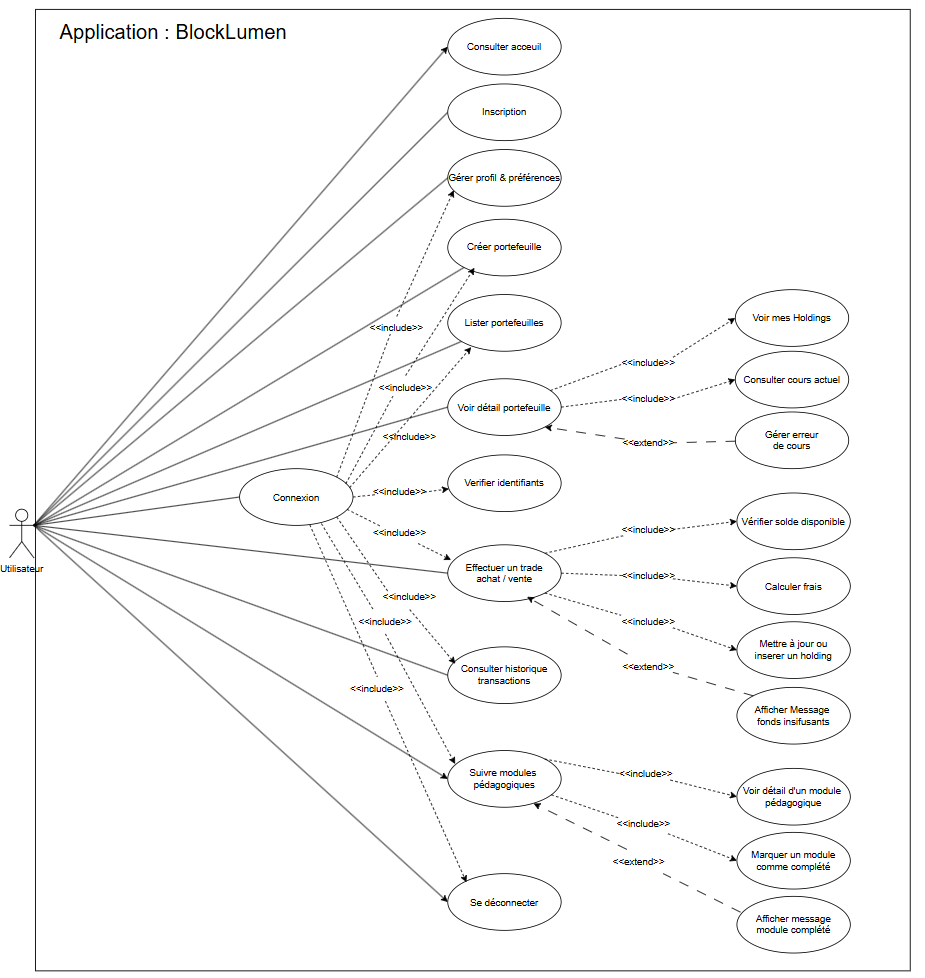 Application : BlockLumen
Consulter acceuil
Inscription
Gérer profil & préférences
Créer portefeuille
Lister portefeuilles
Voir mes Holdings
<<include>>
<<include>>
Consulter cours actuel
<<include>>
<<include>>
Voir détail portefeuille
<<include>>
Gérer erreur
de cours
<<extend>>
Verifier identifiants
<<include>>
Connexion
Utilisateur
<<include>>
Effectuer un trade
achat / vente
<<include>>
Vérifier solde disponible
<<include>>
Calculer frais
<<include>>
<<include>>
<<include>>
Mettre à jour ou
inserer un holding
<<extend>>
Consulter historique
transactions
<<include>>
Afficher Message
fonds insifusants
Suivre modules
pédagogiques
<<include>>
Voir détail d'un module
pédagogique
<<include>>
Marquer un module
comme complété
<<extend>>
Se déconnecter
Afficher message
module complété